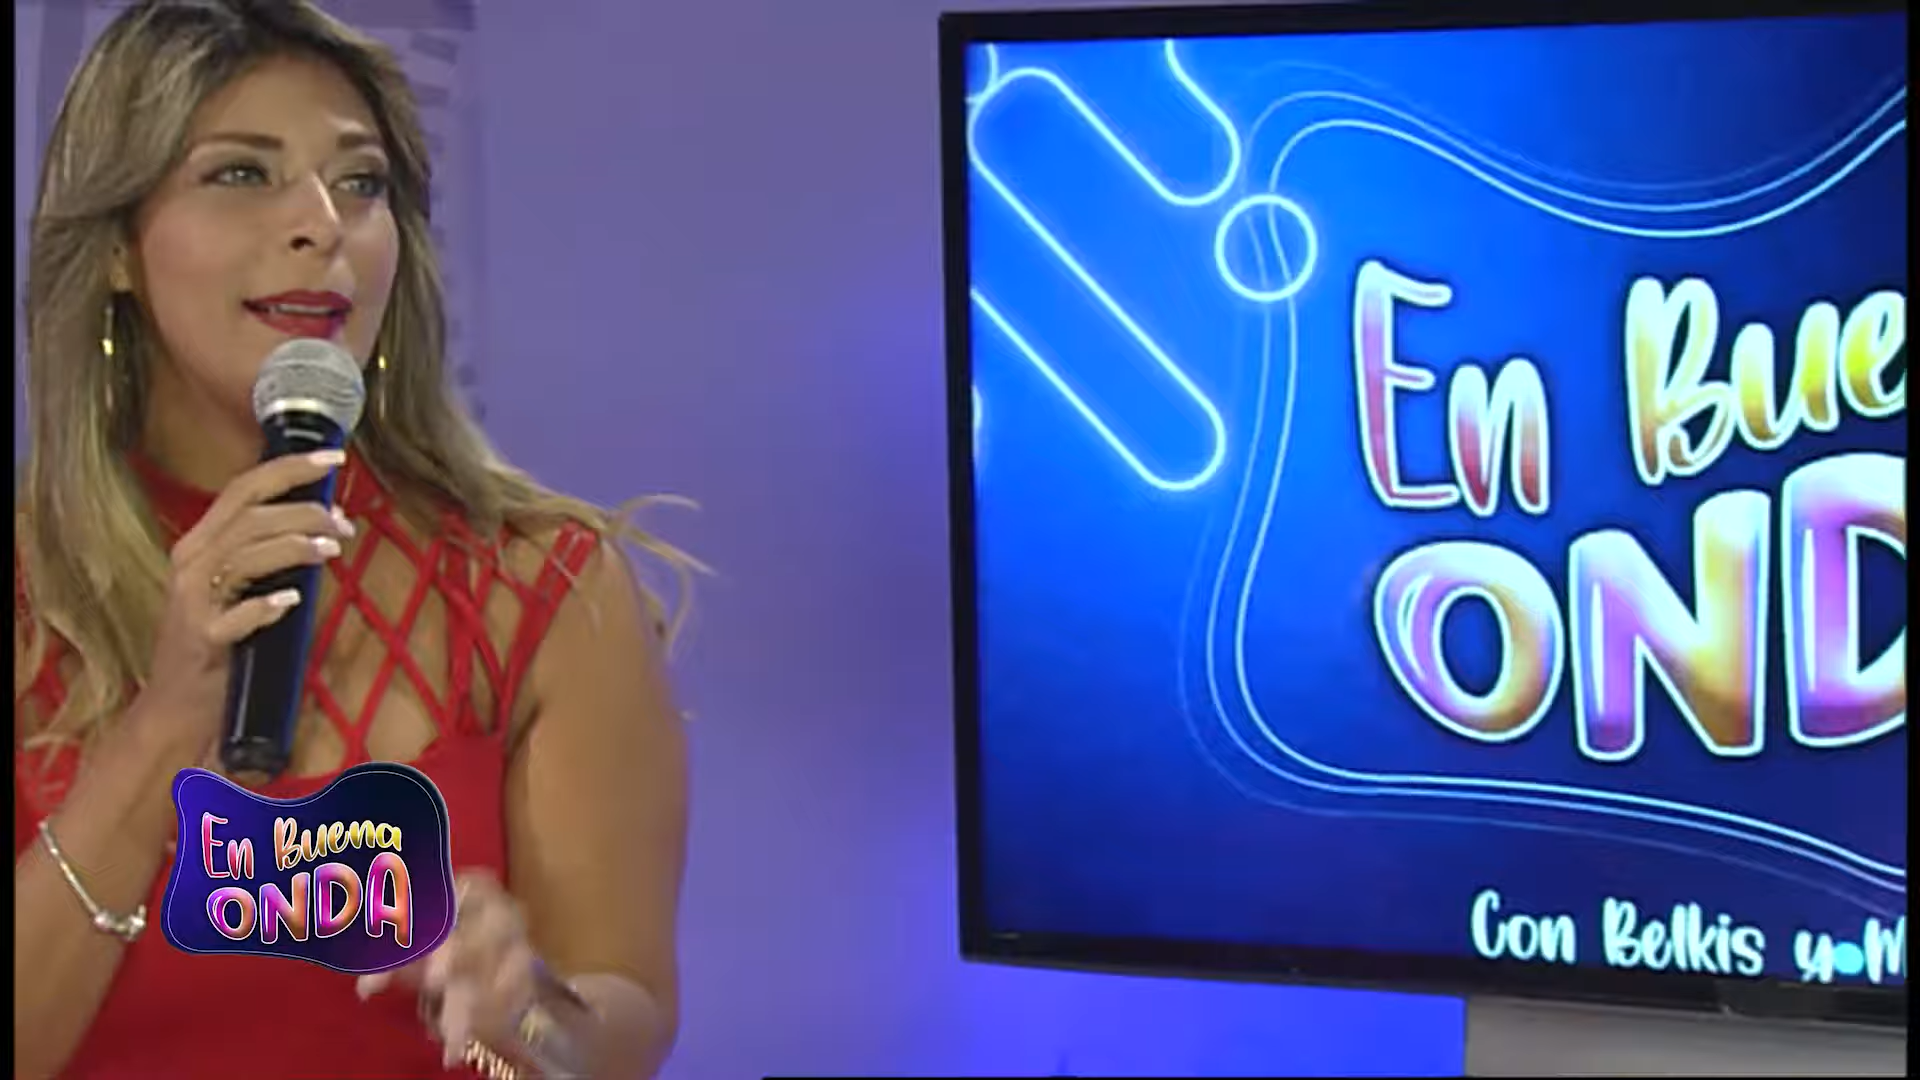 En Bue
OND
Con Belkis y M
En Buena
ONDA